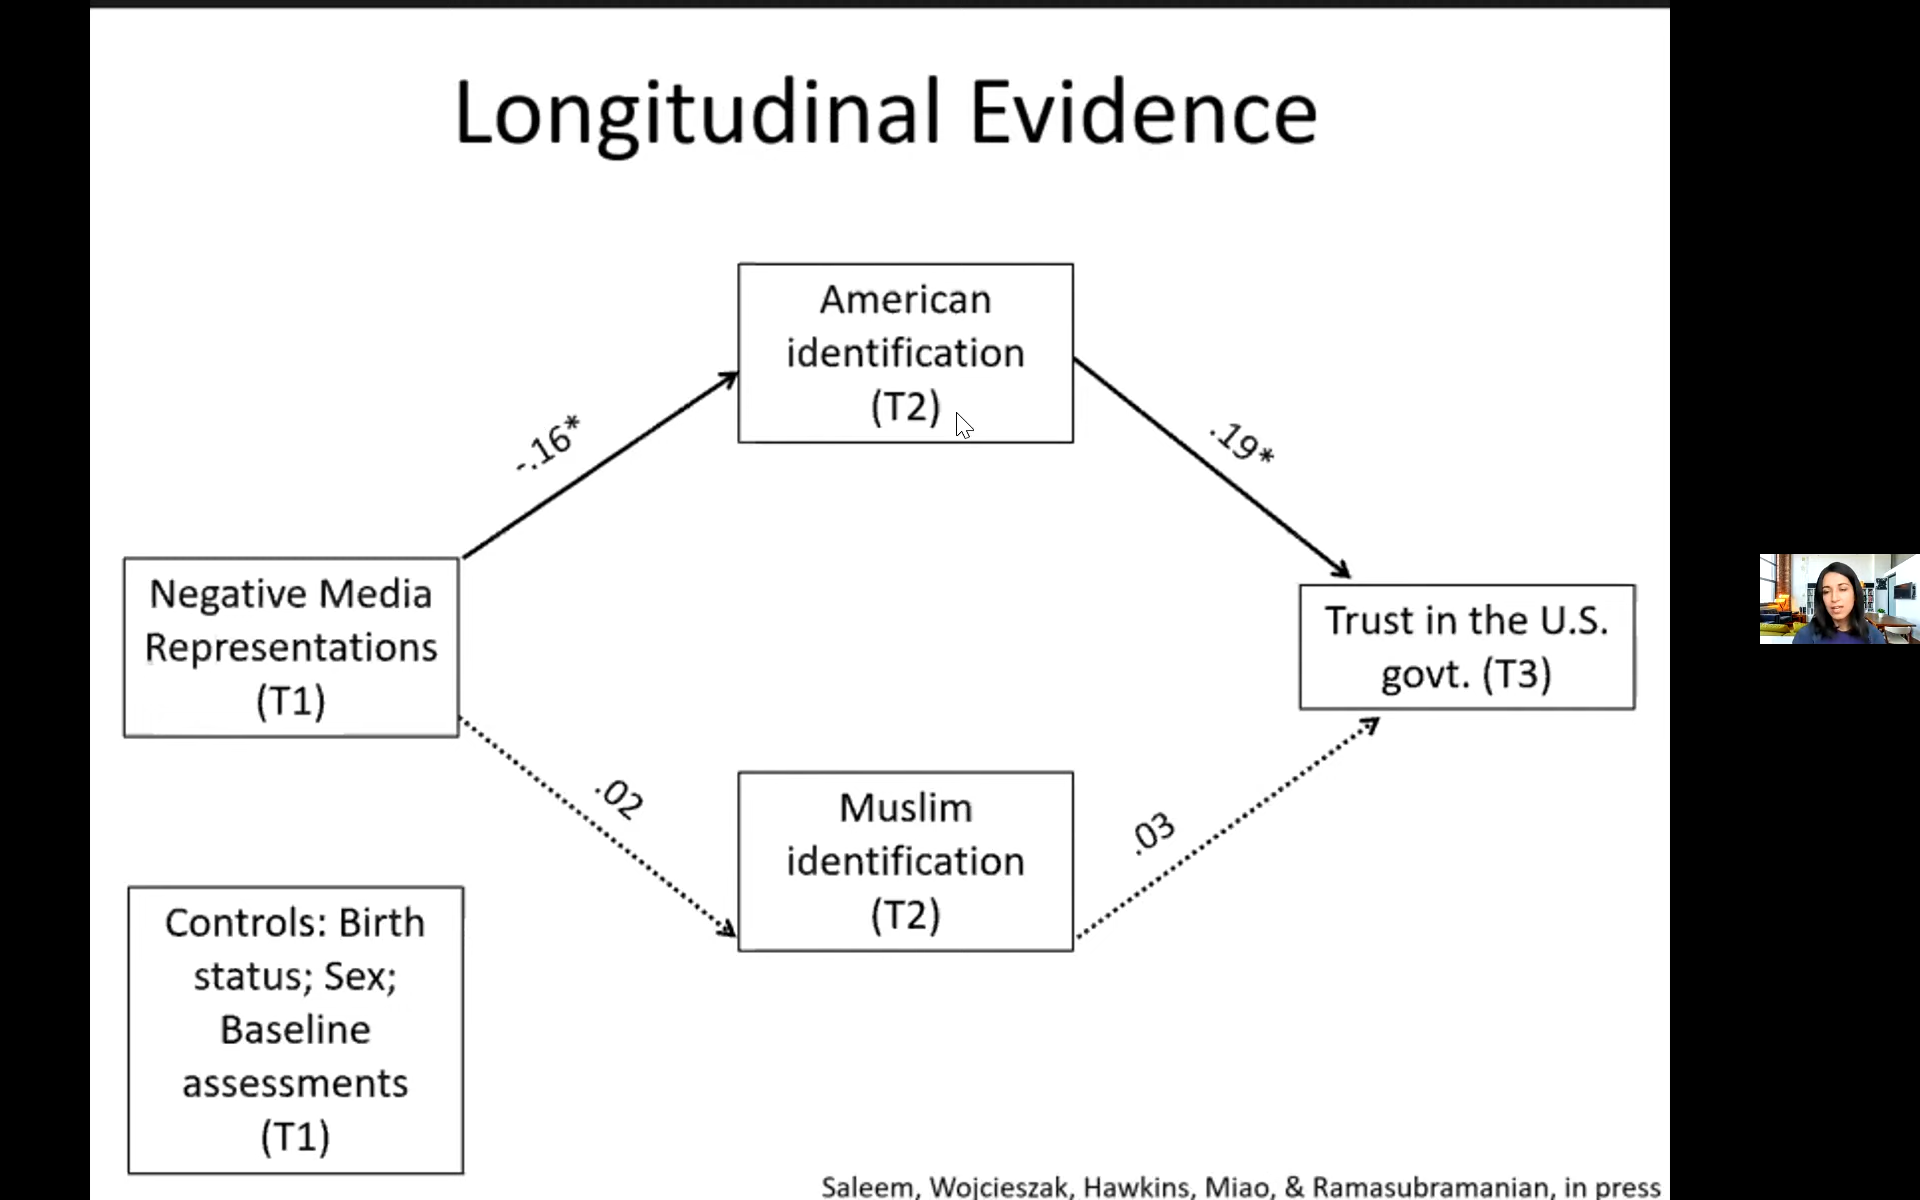 Longitudinal Evidence
American
identification
(T2)
-.16*
.19*
Negative Media
Representations
(T1)
Trust in the U.S.
govt. (T3)
.02
.03
Muslim
identification
(T2)
Controls: Birth
status; Sex;
Baseline
assessments
(T1)
Saleem, Wojcieszak, Hawkins, Miao, & Ramasubramanian, in press